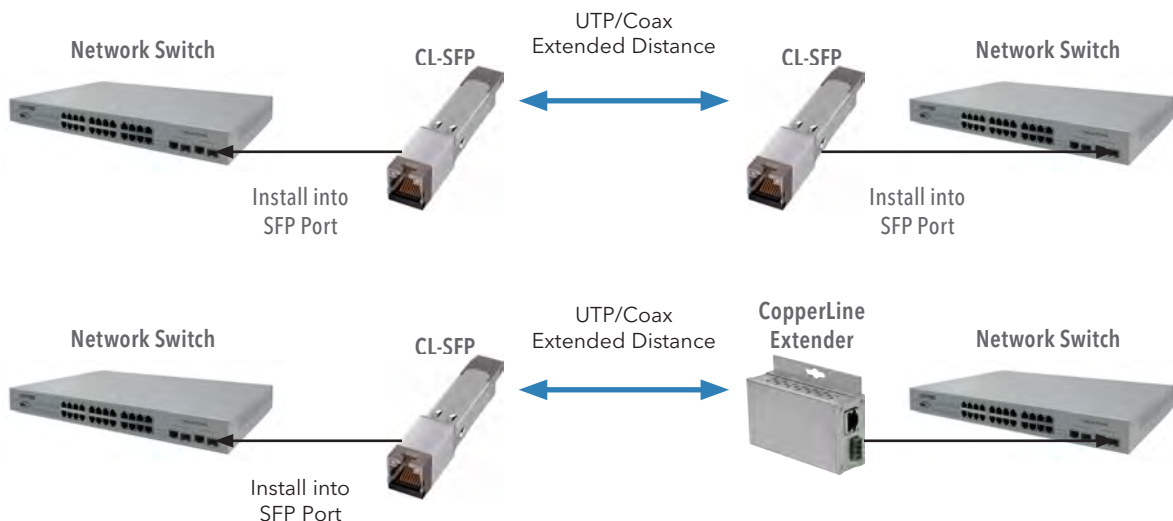 UTP/Coax
Extended Distance
Network Switch
CL-SFP
CL-SFP
Network Switch
Install into
SFP Port
Install into
SFP Port
UTP/Coax
Extended Distance
CopperLine
Extender
Network Switch
CL-SFP
Network Switch
Install into
SFP Port